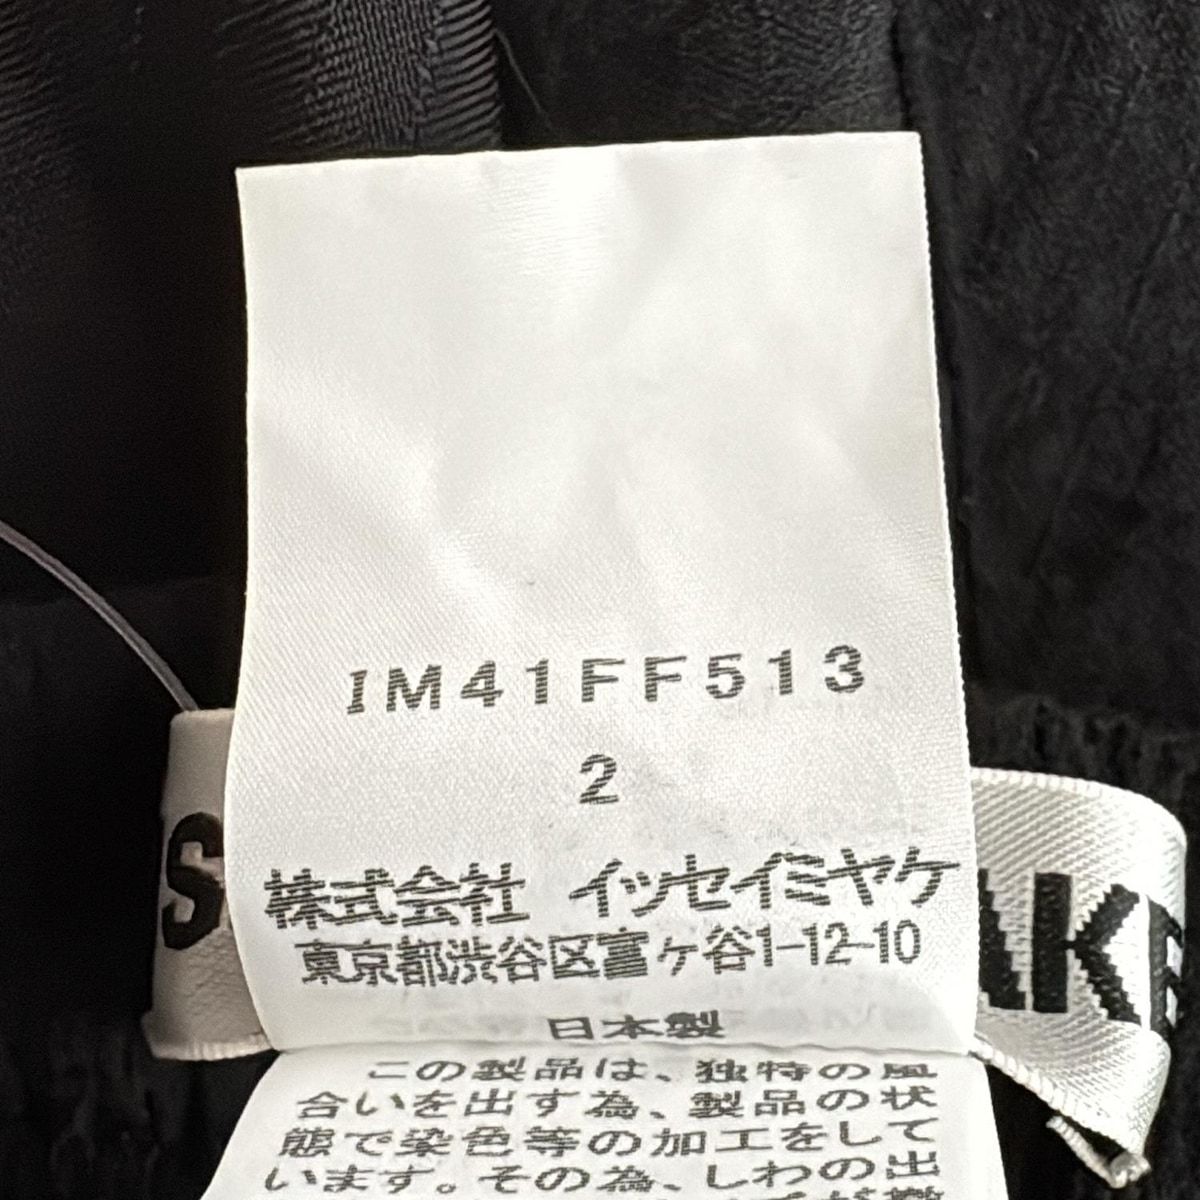 IM41FF513
2
株式会社 イッセイミヤケ
東京都渋谷区富ヶ谷1-12-10
日本製
この製品は、独特の風
合いを出す為、製品の状
態で染色等の加工をして
います。その為、しわの出
S
AKE